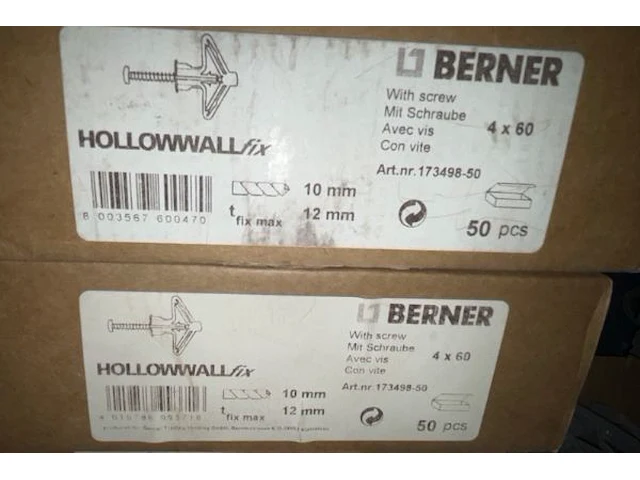 BERNER
With screw
Mit Schraube
Avec vis
Con vite
4 x 60
HOLLOWWALLfix
Art.nr.173498-50
8 003567 600470
10 mm
t fix max 12 mm
50 pcs
BERNER
With screw
Mit Schraube
Avec vis
Con vite
4 x 60
HOLLOWWALLfix
Art.nr.173498-50
10 mm
t fix max 12 mm
50 pcs